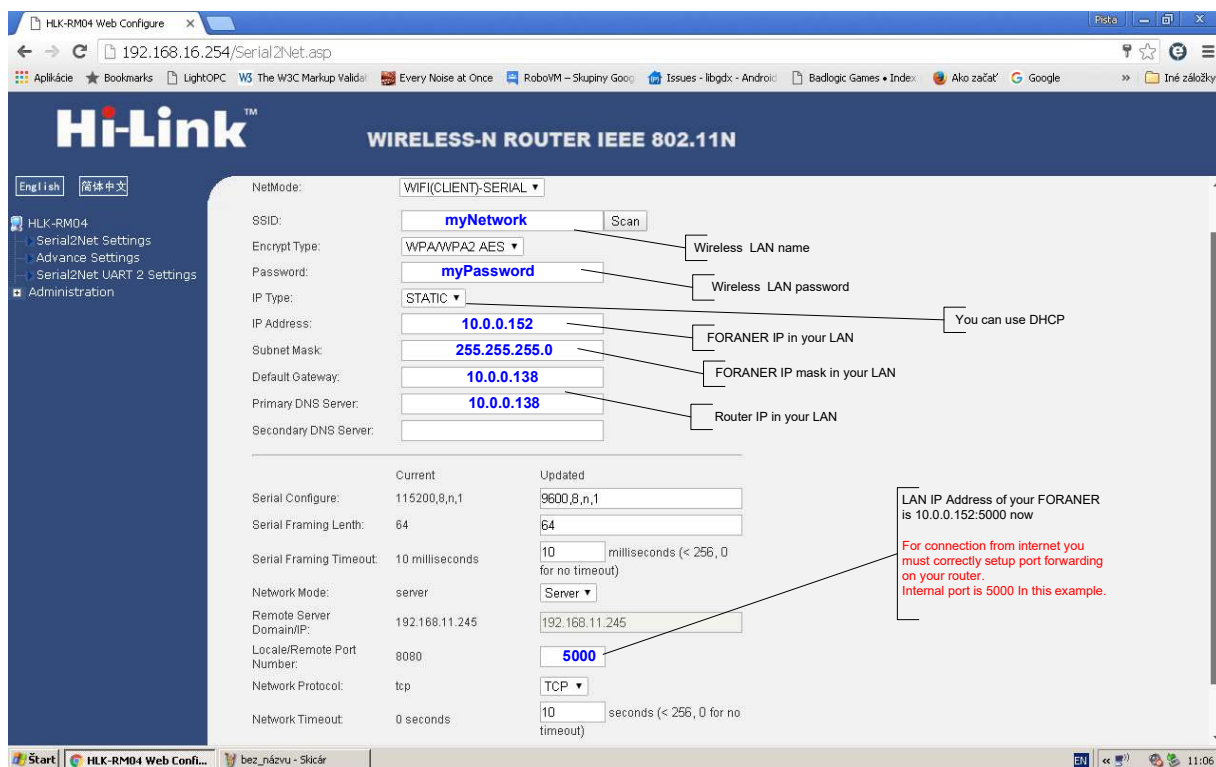 HLK-RM04 Web Configure
Pista
192.168.16.254/Serial2Net.asp
Aplikácie Bookmarks LightOPC W3 The W3C Markup Valida Every Noise at Once RoboVM – Skupiny Goog Issues - libgdx - Android Badlogic Games • Index Ako začať Google » Iné záložky
Hi-Link™
WIRELESS-N ROUTER IEEE 802.11N
English 简体中文
HLK-RM04
Serial2Net Settings
Advance Settings
Serial2Net UART 2 Settings
Administration
NetMode: WIFI(CLIENT)-SERIAL
SSID: myNetwork Scan
Wireless LAN name
Encrypt Type: WPA/WPA2 AES
Password: myPassword
Wireless LAN password
IP Type: STATIC
You can use DHCP
IP Address: 10.0.0.152
FORANER IP in your LAN
Subnet Mask: 255.255.255.0
FORANER IP mask in your LAN
Default Gateway: 10.0.0.138
Primary DNS Server: 10.0.0.138
Router IP in your LAN
Secondary DNS Server:
Current Updated
Serial Configure: 115200,8,n,1 9600,8,n,1
Serial Framing Lenth: 64 64
Serial Framing Timeout: 10 milliseconds 10 milliseconds (< 256, 0
for no timeout)
Network Mode: server Server
Remote Server
Domain/IP: 192.168.11.245 192.168.11.245
Locale/Remote Port
Number: 8080 5000
Network Protocol: tcp TCP
Network Timeout: 0 seconds 10 seconds (< 256, 0 for no
timeout)
LAN IP Address of your FORANER
is 10.0.0.152:5000 now
For connection from internet you
must correctly setup port forwarding
on your router.
Internal port is 5000 In this example.
Štart HLK-RM04 Web Confi... bez_názvu - Skicár EN « 11:06